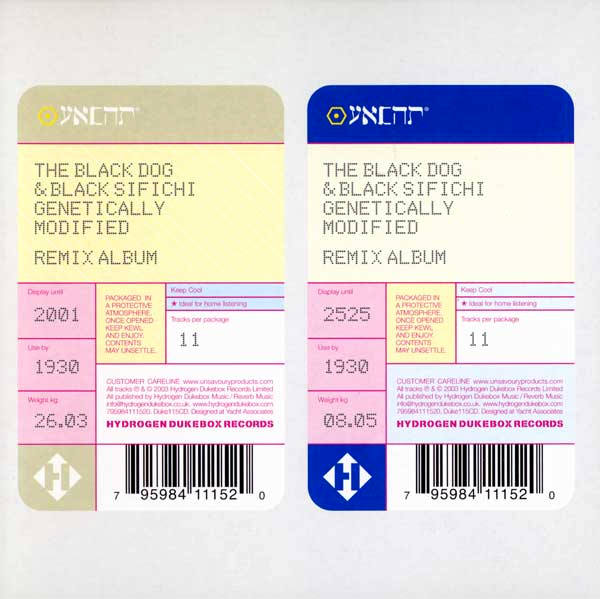 THE BLACK DOG
& BLACK SIFICHI
GENETICALLY
MODIFIED
REMIX ALBUM
Display until
2001
Use by
1930
Weight kg
26.03
PACKAGED IN
A PROTECTIVE
ATMOSPHERE.
ONCE OPENED
KEEP KEWL
AND ENJOY.
CONTENTS
MAY UNSETTLE.
Keep Cool
★ Ideal for home listening
Tracks per package
11
CUSTOMER CARELINE www.unsavouryproducts.com
All tracks ℗ & © 2003 Hydrogen Dukebox Records Limited
All published by Hydrogen Dukebox Music / Reverb Music
info@hydrogendukebox.co.uk. www.hydrogendukebox.com
795984111520. Duke115CD. Designed at Yacht Associates
HYDROGEN DUKEBOX RECORDS
H
7 95984 11152 0
THE BLACK DOG
& BLACK SIFICHI
GENETICALLY
MODIFIED
REMIX ALBUM
Display until
2525
Use by
1930
Weight kg
08.05
PACKAGED IN
A PROTECTIVE
ATMOSPHERE.
ONCE OPENED
KEEP KEWL
AND ENJOY.
CONTENTS
MAY UNSETTLE.
Keep Cool
★ Ideal for home listening
Tracks per package
11
CUSTOMER CARELINE www.unsavouryproducts.com
All tracks ℗ & © 2003 Hydrogen Dukebox Records Limited
All published by Hydrogen Dukebox Music / Reverb Music
info@hydrogendukebox.co.uk. www.hydrogendukebox.com
795984111520. Duke115CD. Designed at Yacht Associates
HYDROGEN DUKEBOX RECORDS
H
7 95984 11152 0